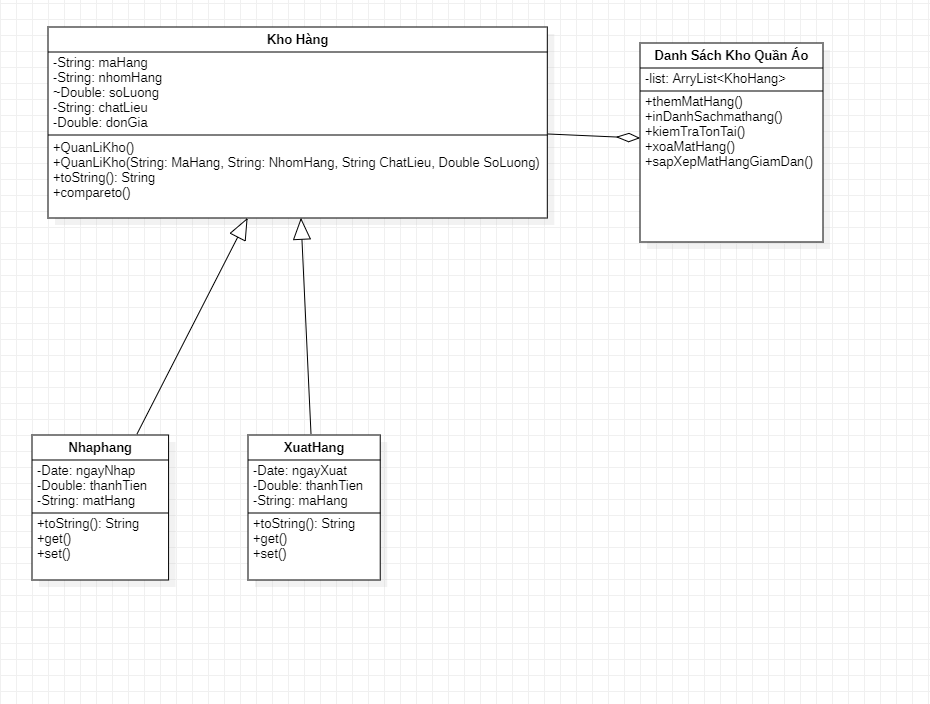 Kho Hàng
-String: maHang
-String: nhomHang
~Double: soLuong
-String: chatLieu
-Double: donGia
+QuanLiKho()
+QuanLiKho(String: MaHang, String: NhomHang, String ChatLieu, Double SoLuong)
+toString(): String
+compareto()
Danh Sách Kho Quần Áo
-list: ArryList<KhoHang>
+themMatHang()
+inDanhSachmathang()
+kiemTraTonTai()
+xoaMatHang()
+sapXepMatHangGiamDan()
Nhaphang
-Date: ngayNhap
-Double: thanhTien
-String: matHang
+toString(): String
+get()
+set()
XuatHang
-Date: ngayXuat
-Double: thanhTien
-String: maHang
+toString(): String
+get()
+set()